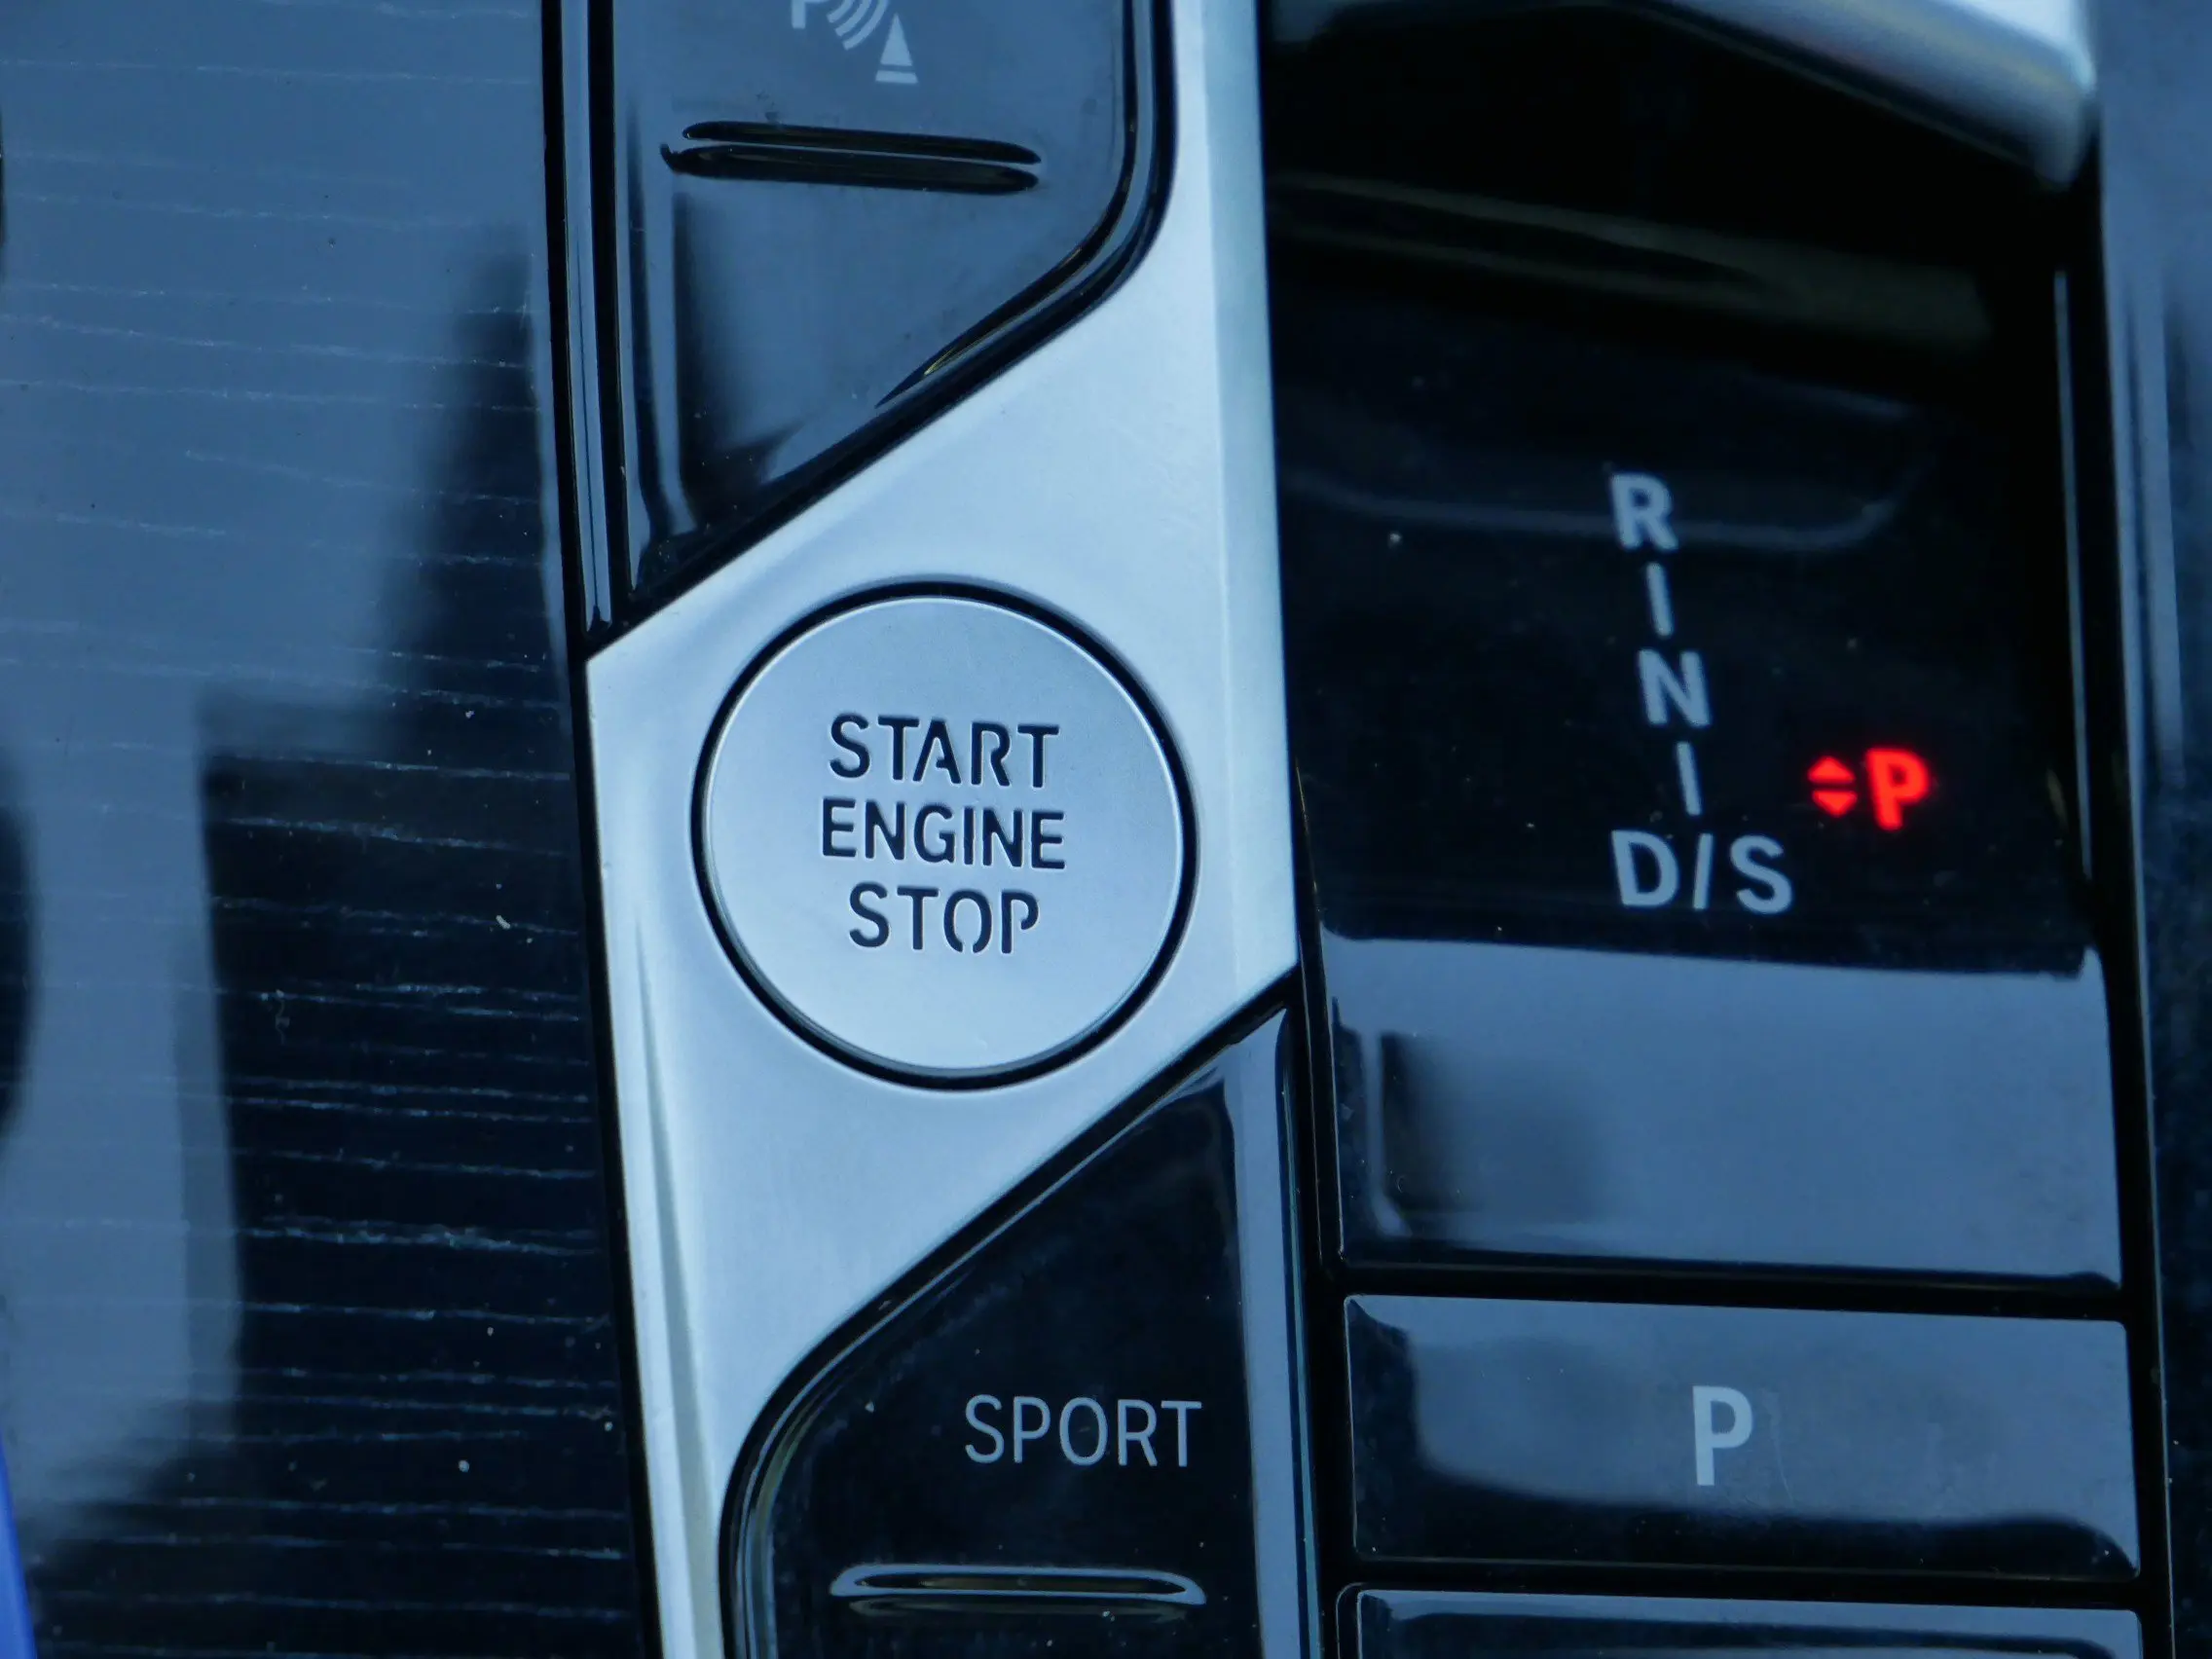 P
START
ENGINE
STOP
R
N
D/S
P
SPORT
P